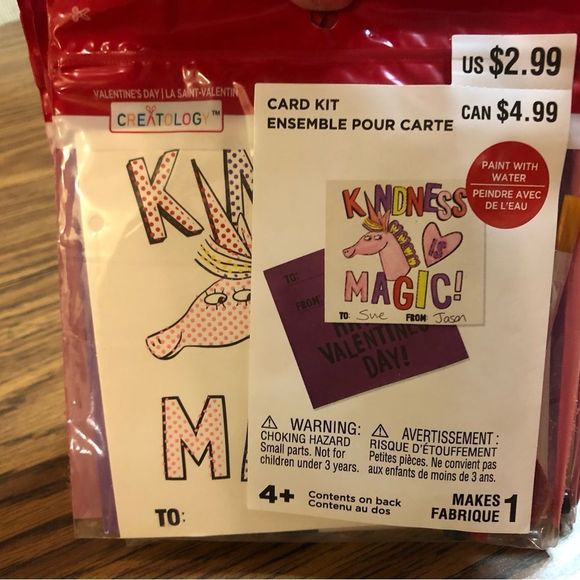 US $2.99
CAN $4.99
VALENTINE'S DAY | LA SAINT-VALENTIN
CREATOLOGY™
CARD KIT
ENSEMBLE POUR CARTE
PAINT WITH
WATER
PEINDRE AVEC
DE L'EAU
KINDNESS
IS
MAGIC!
TO: Sue FROM: Jason
TO:
FROM:
VALENTINE'S
DAY!
KIN
M
TO:
WARNING:
CHOKING HAZARD
Small parts. Not for
children under 3 years.
AVERTISSEMENT :
RISQUE D'ÉTOUFFEMENT
Petites pièces. Ne convient pas
aux enfants de moins de 3 ans.
4+
Contents on back
Contenu au dos
MAKES
FABRIQUE 1